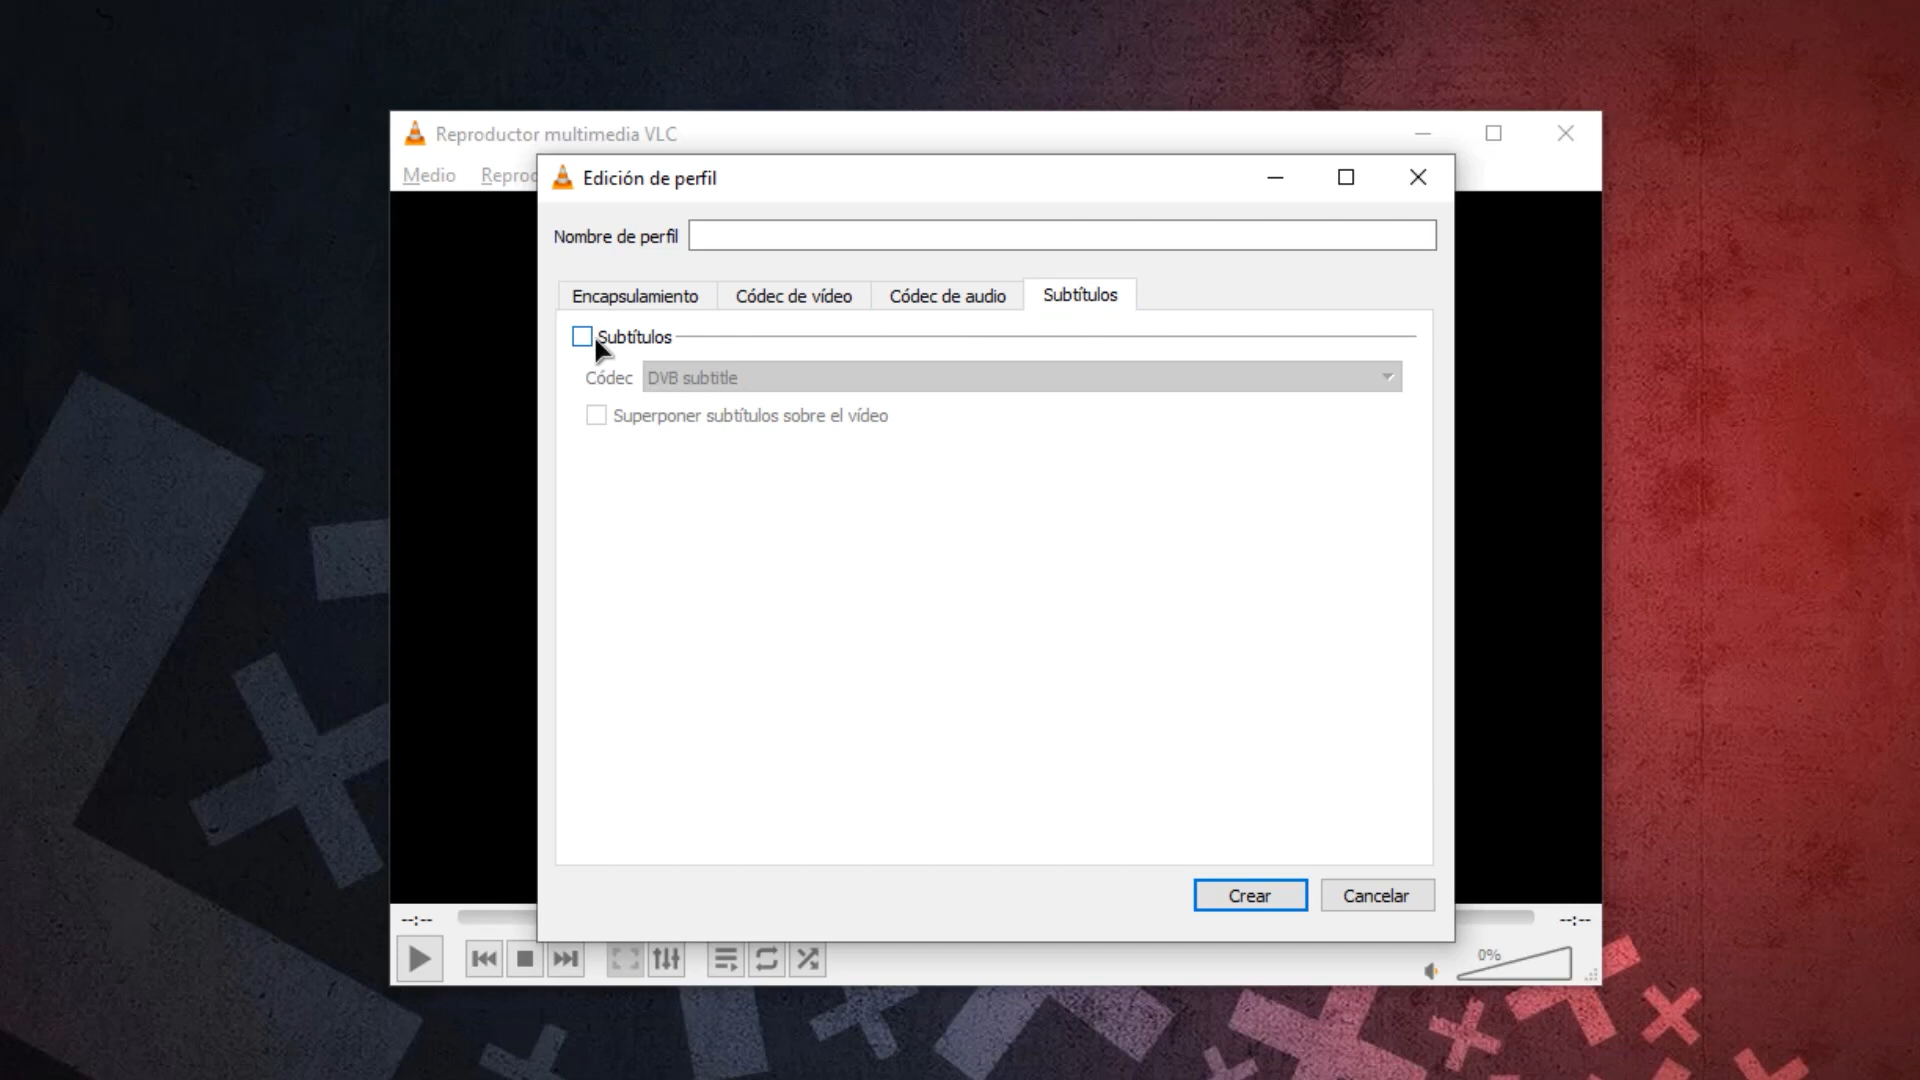 Reproductor multimedia VLC
Medio Reproc
Edición de perfil
Nombre de perfil
Encapsulamiento Códec de vídeo Códec de audio Subtítulos
Subtítulos
Códec DVB subtitle
Superponer subtítulos sobre el vídeo
Crear Cancelar
--:-- --:--
0%